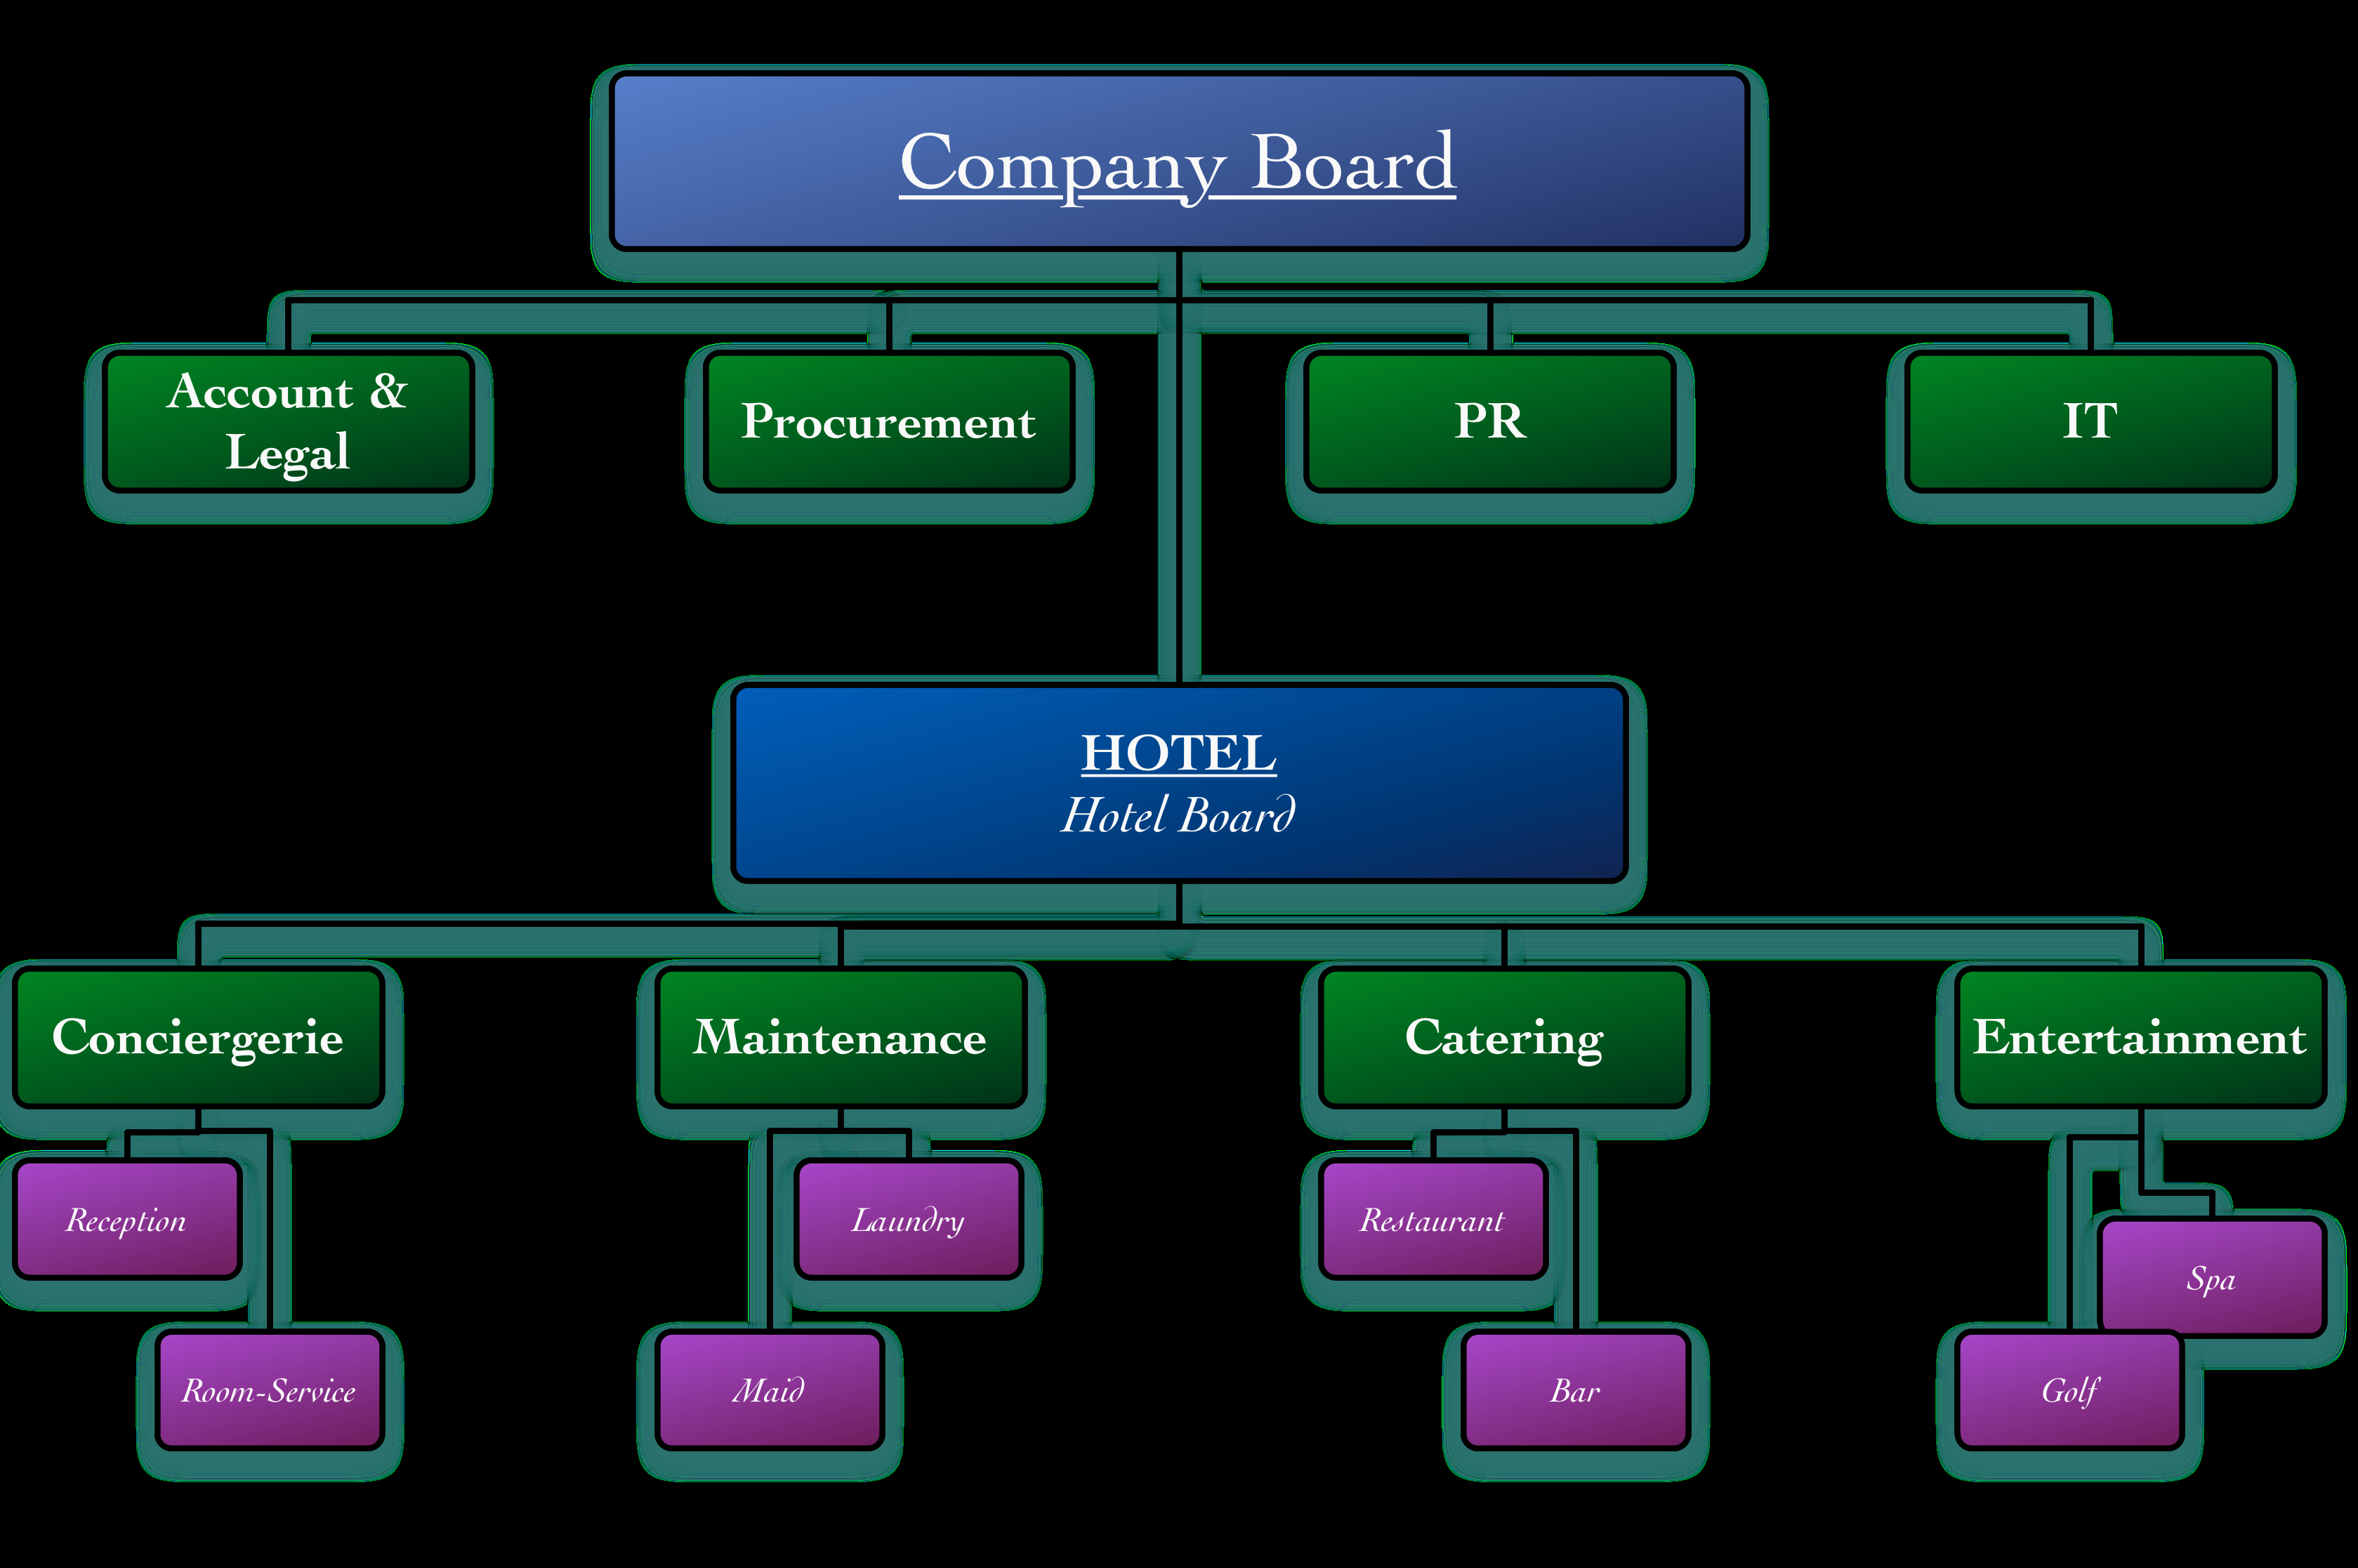 Company Board
Account &
Legal
Procurement
PR
IT
HOTEL
Hotel Board
Conciergerie
Maintenance
Catering
Entertainment
Reception
Laundry
Restaurant
Spa
Room-Service
Maid
Bar
Golf